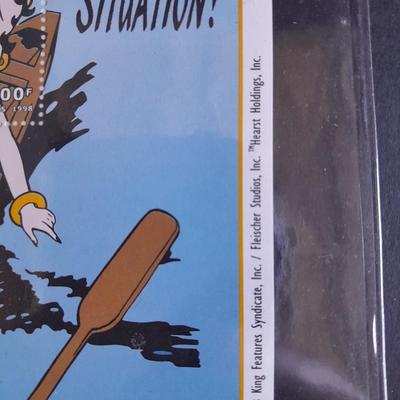 SITUATION!
00F
S 1998
King Features Syndicate, Inc. / Fleischer Studios, Inc. ™Hearst Holdings, Inc.